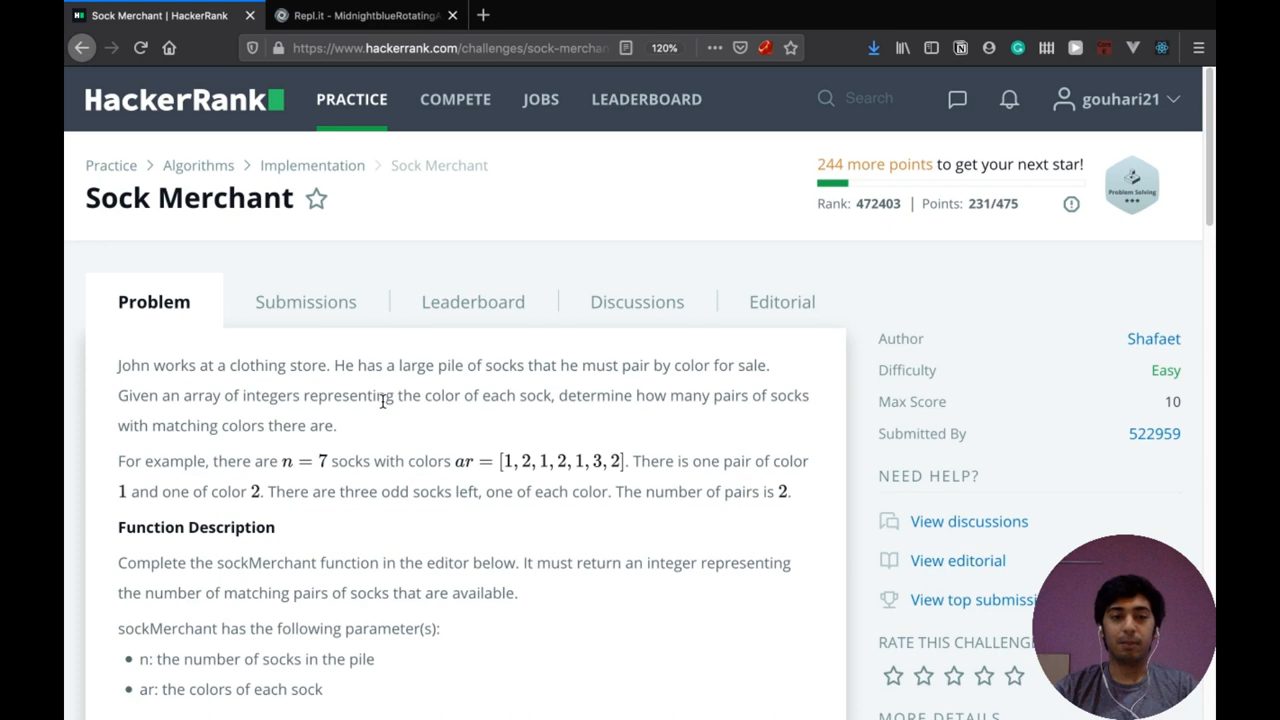 Sock Merchant | HackerRank
Repl.it - MidnightblueRotating
https://www.hackerrank.com/challenges/sock-merchan
120%
HackerRank
PRACTICE
COMPETE
JOBS
LEADERBOARD
Search
gouhari21
Practice > Algorithms > Implementation > Sock Merchant
Sock Merchant
244 more points to get your next star!
Rank: 472403 | Points: 231/475
Problem Solving
Problem
Submissions
Leaderboard
Discussions
Editorial
John works at a clothing store. He has a large pile of socks that he must pair by color for sale.
Given an array of integers representing the color of each sock, determine how many pairs of socks
with matching colors there are.
For example, there are n = 7 socks with colors ar = [1, 2, 1, 2, 1, 3, 2]. There is one pair of color
1 and one of color 2. There are three odd socks left, one of each color. The number of pairs is 2.
Function Description
Complete the sockMerchant function in the editor below. It must return an integer representing
the number of matching pairs of socks that are available.
sockMerchant has the following parameter(s):
• n: the number of socks in the pile
• ar: the colors of each sock
Author Shafaet
Difficulty Easy
Max Score 10
Submitted By 522959
NEED HELP?
View discussions
View editorial
View top submissi
RATE THIS CHALLENGE
MORE DETAILS